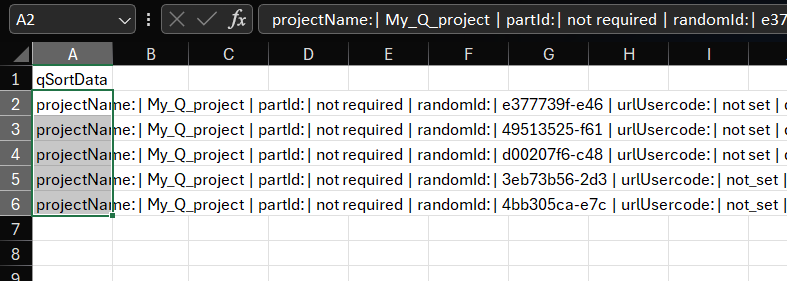 A2 fx projectName:| My_Q_project | partId:| not required | randomId:| e37
A B C D E F G H I
1 qSortData
2 projectName:| My_Q_project | partId:| not required | randomId:| e377739f-e46 | urlUsercode:| not set |
3 projectName:| My_Q_project | partId:| not required | randomId:| 49513525-f61 | urlUsercode:| not set |
4 projectName:| My_Q_project | partId:| not required | randomId:| d00207f6-c48 | urlUsercode:| not set |
5 projectName:| My_Q_project | partId:| not required | randomId:| 3eb73b56-2d3 | urlUsercode:| not_set |
6 projectName:| My_Q_project | partId:| not required | randomId:| 4bb305ca-e7c | urlUsercode:| not_set |
7
8
9